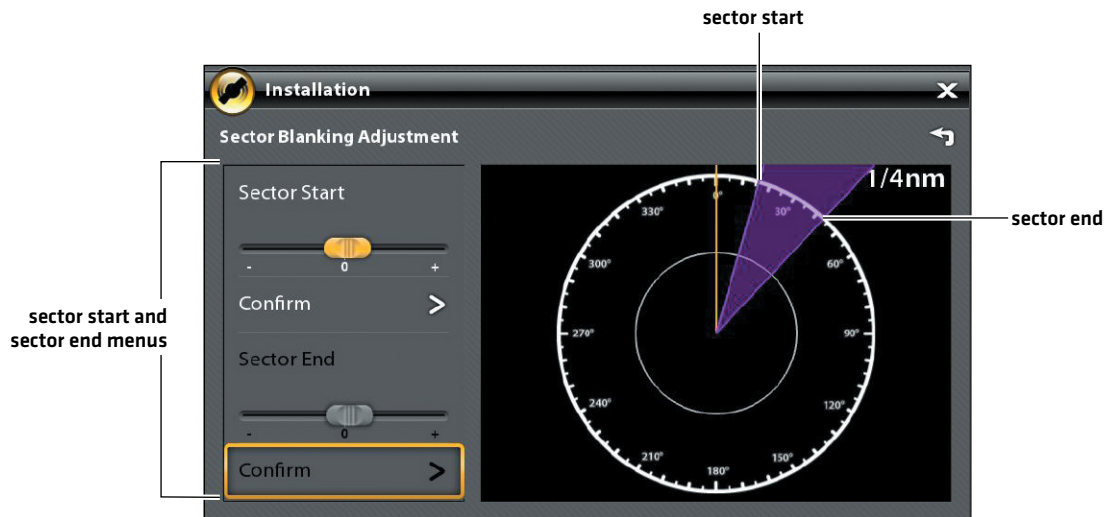 sector start
Installation
X
Sector Blanking Adjustment
Sector Start
- 0 +
Confirm >
Sector End
- 0 +
Confirm >
1/4nm
0°
30°
60°
90°
120°
150°
180°
210°
240°
270°
300°
330°
sector end
sector start and
sector end menus